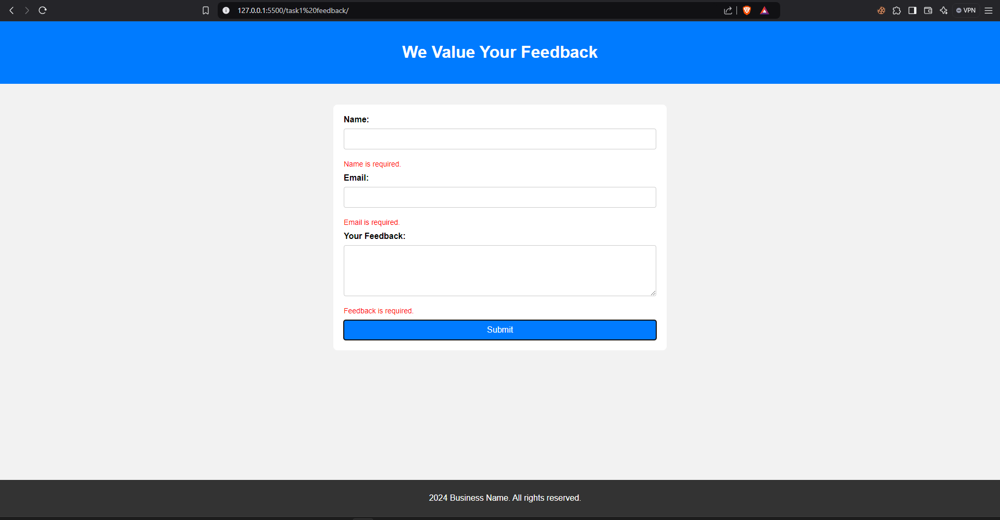 127.0.0.1:5500/task1%20feedback/
VPN
We Value Your Feedback
Name:
Name is required.
Email:
Email is required.
Your Feedback:
Feedback is required.
Submit
2024 Business Name. All rights reserved.